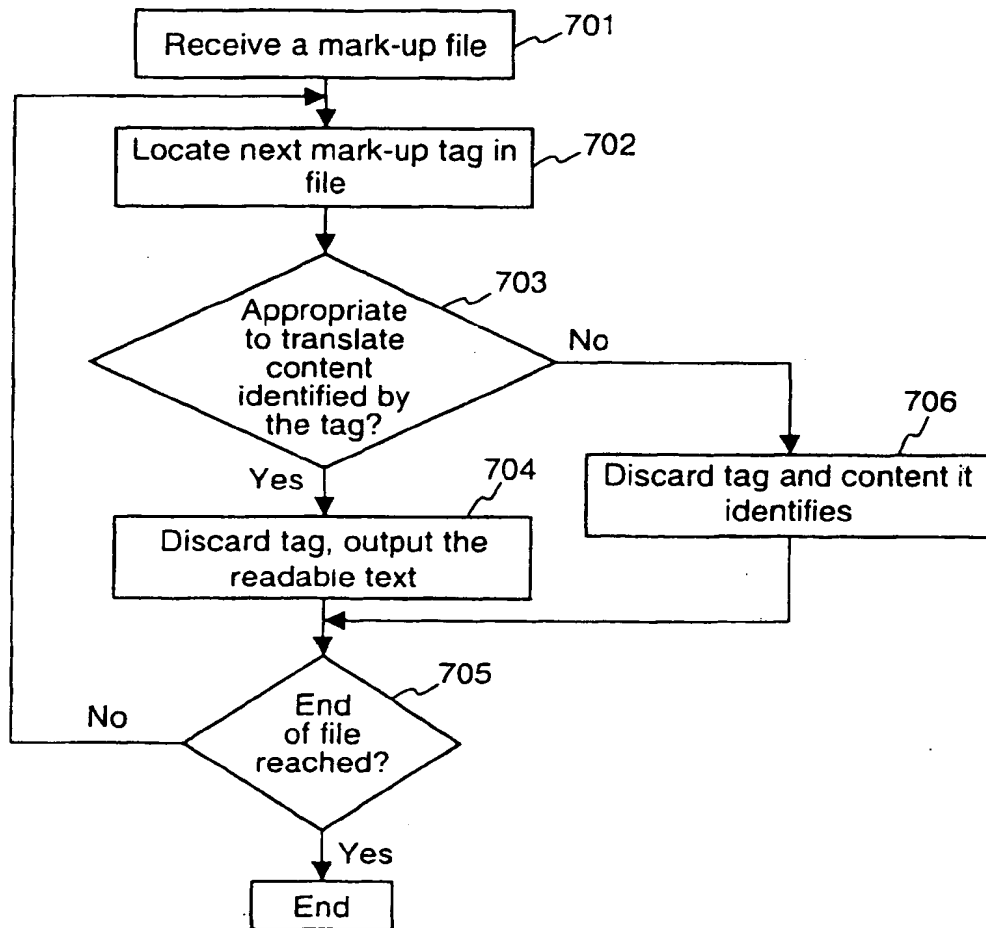 Receive a mark-up file
701
Locate next mark-up tag in
file
702
703
Appropriate
to translate
content
identified by
the tag?
No
Yes
704
706
Discard tag and content it
identifies
Discard tag, output the
readable text
705
End
of file
reached?
No
Yes
End